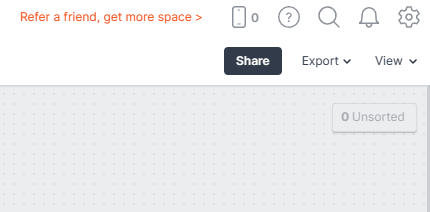 Refer a friend, get more space > 0 ?
Share Export View
0 Unsorted